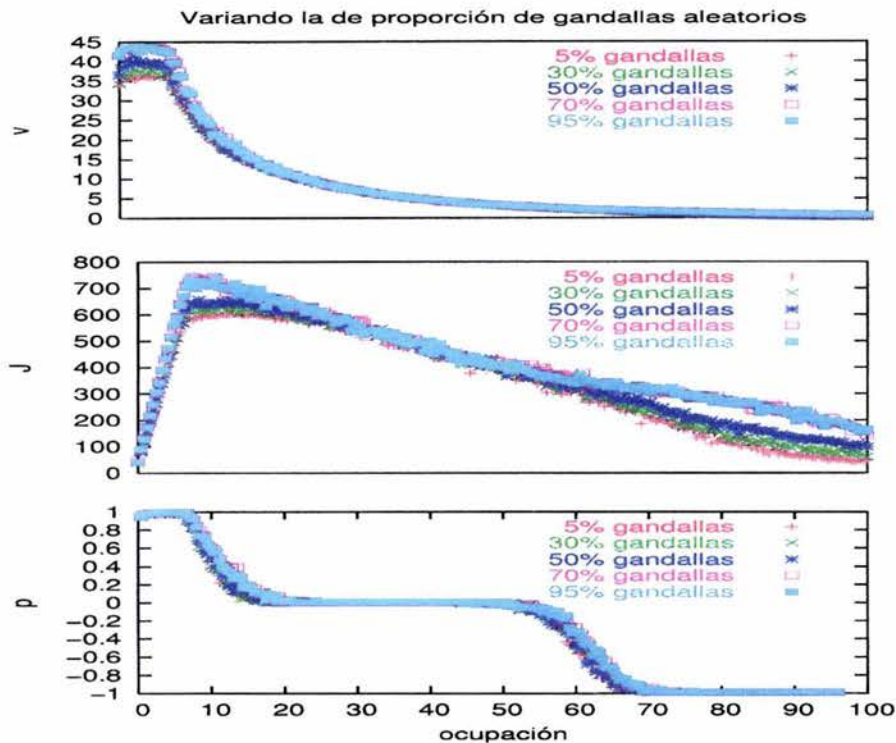 Variando la de proporción de gandallas aleatorios
45
40
35
30
25
20
15
10
5
0
v
5% gandallas
30% gandallas
50% gandallas
70% gandallas
95% gandallas
800
700
600
500
400
300
200
100
0
J
5% gandallas
30% gandallas
50% gandallas
70% gandallas
95% gandallas
1
0.8
0.6
0.4
0.2
0
-0.2
-0.4
-0.6
-0.8
-1
p
5% gandallas
30% gandallas
50% gandallas
70% gandallas
95% gandallas
0 10 20 30 40 50 60 70 80 90 100
ocupación